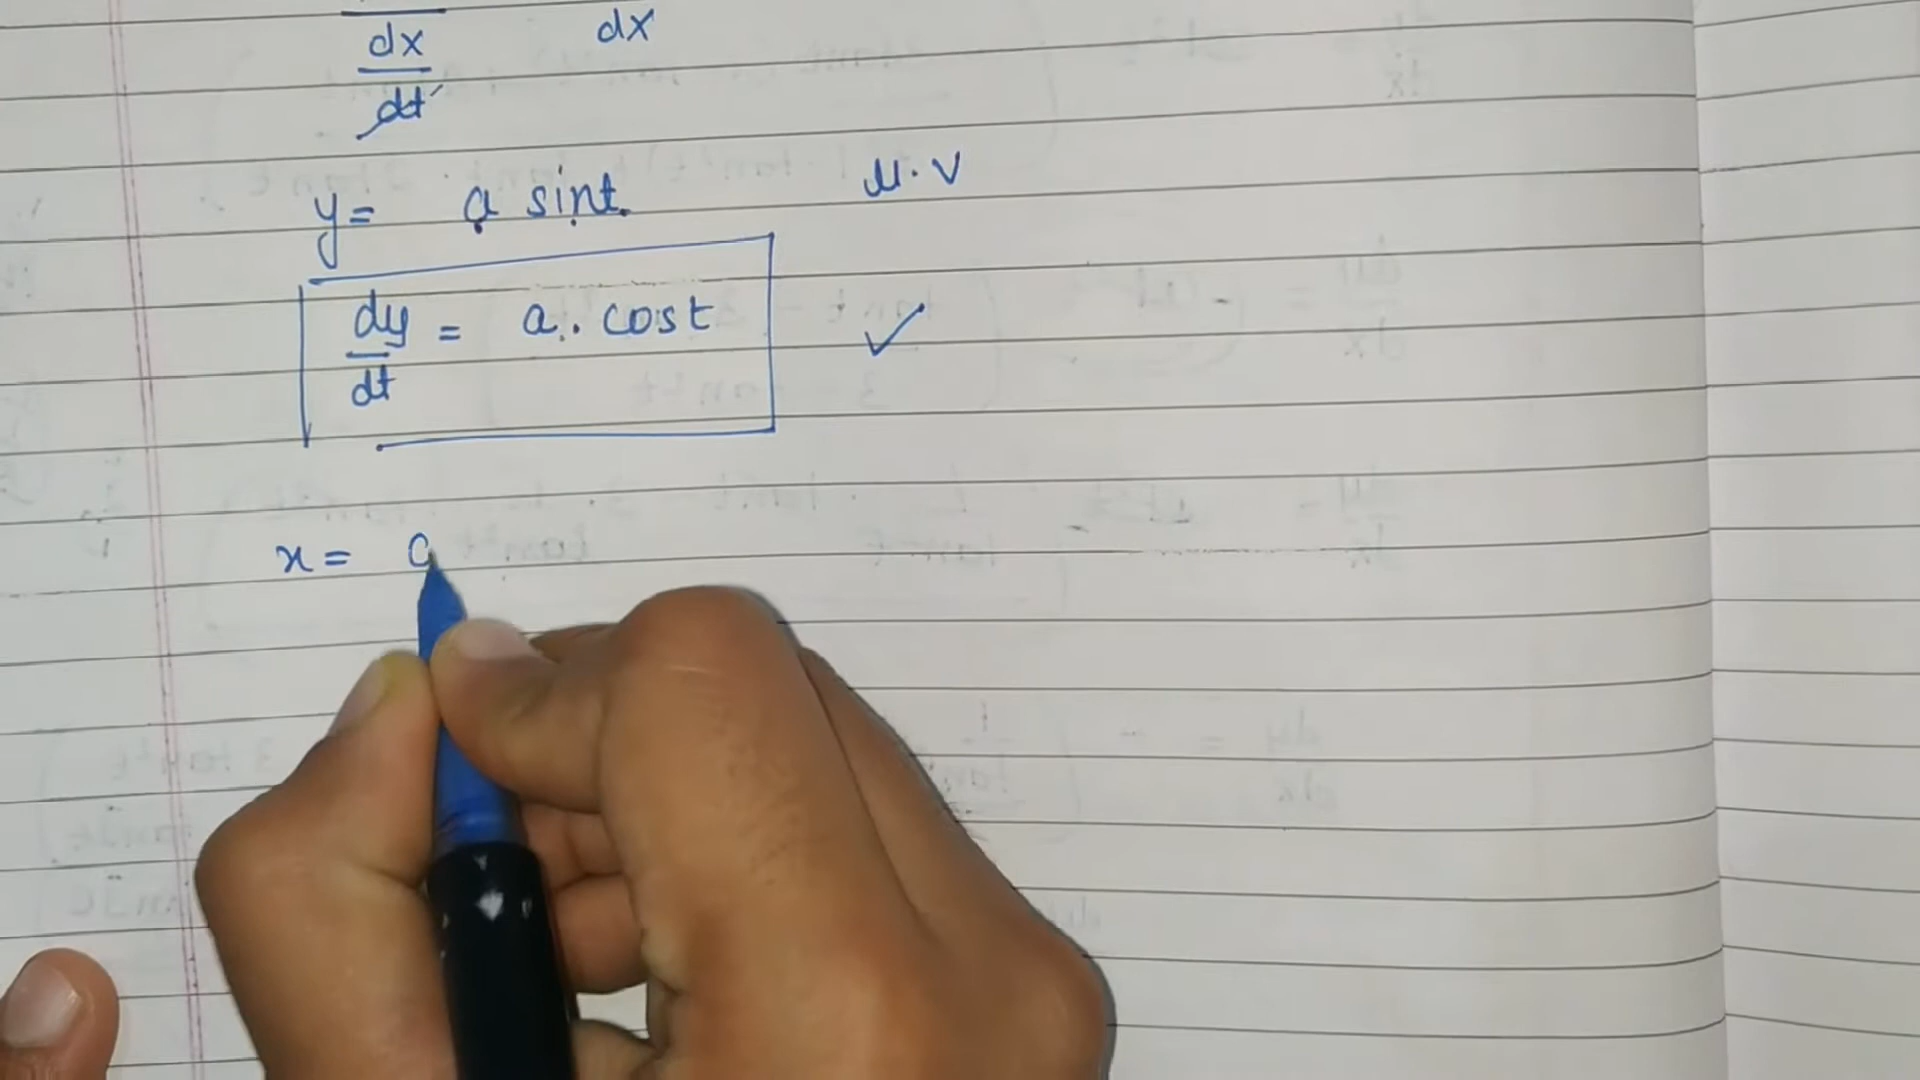 dx dx
dt
y = a sint. u.v
dy = a. cost ✓
dt
x = a